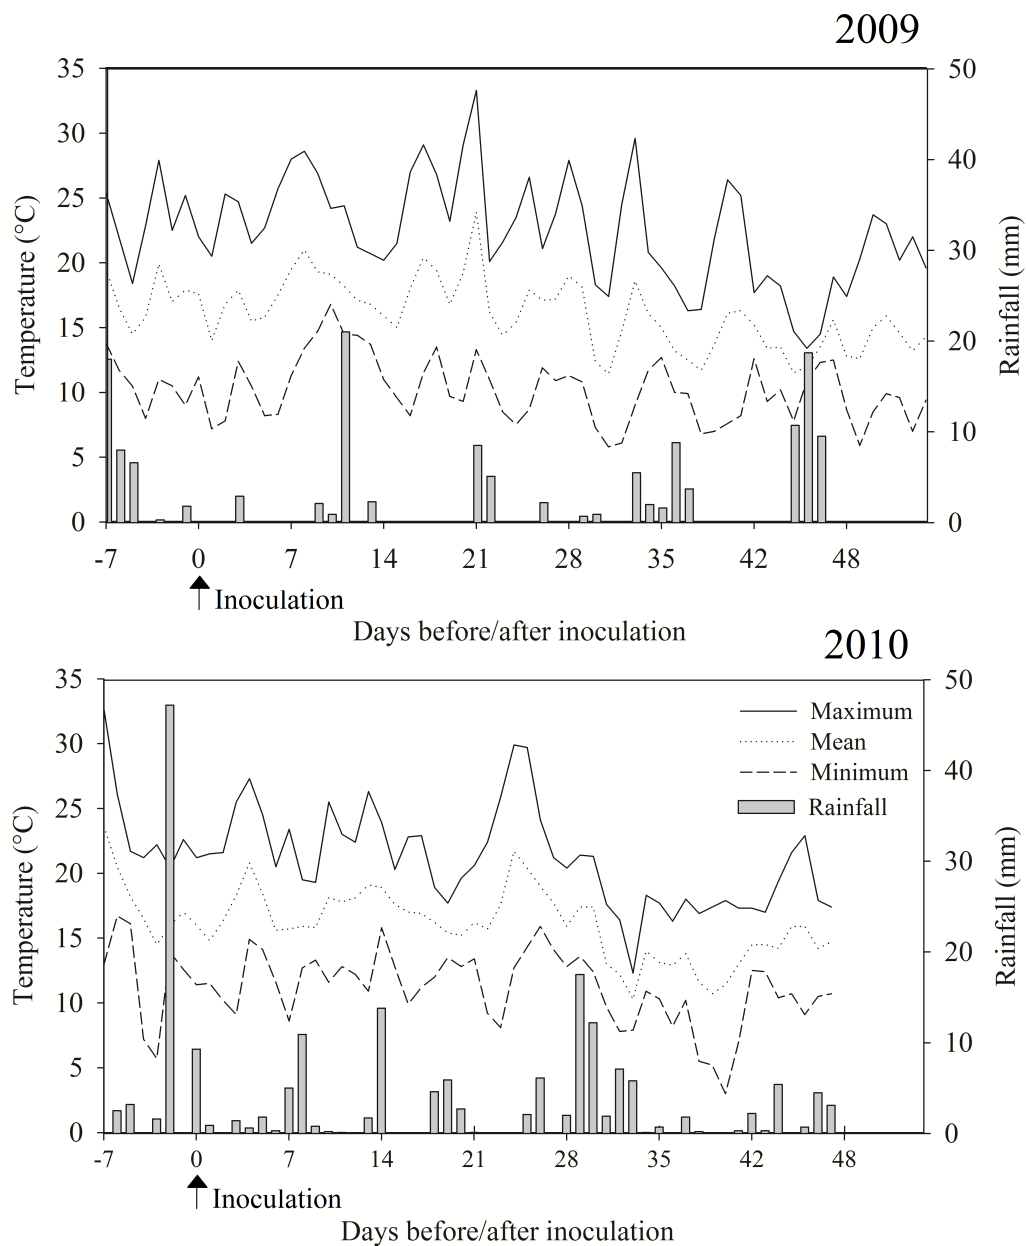 2009
35
30
25
20
15
10
5
0
Temperature (°C)
50
40
30
20
10
0
Rainfall (mm)
-7 0 7 14 21 28 35 42 48
Inoculation
Days before/after inoculation
2010
35
30
25
20
15
10
5
0
Temperature (°C)
Maximum
Mean
Minimum
Rainfall
50
40
30
20
10
0
Rainfall (mm)
-7 0 7 14 21 28 35 42 48
Inoculation
Days before/after inoculation